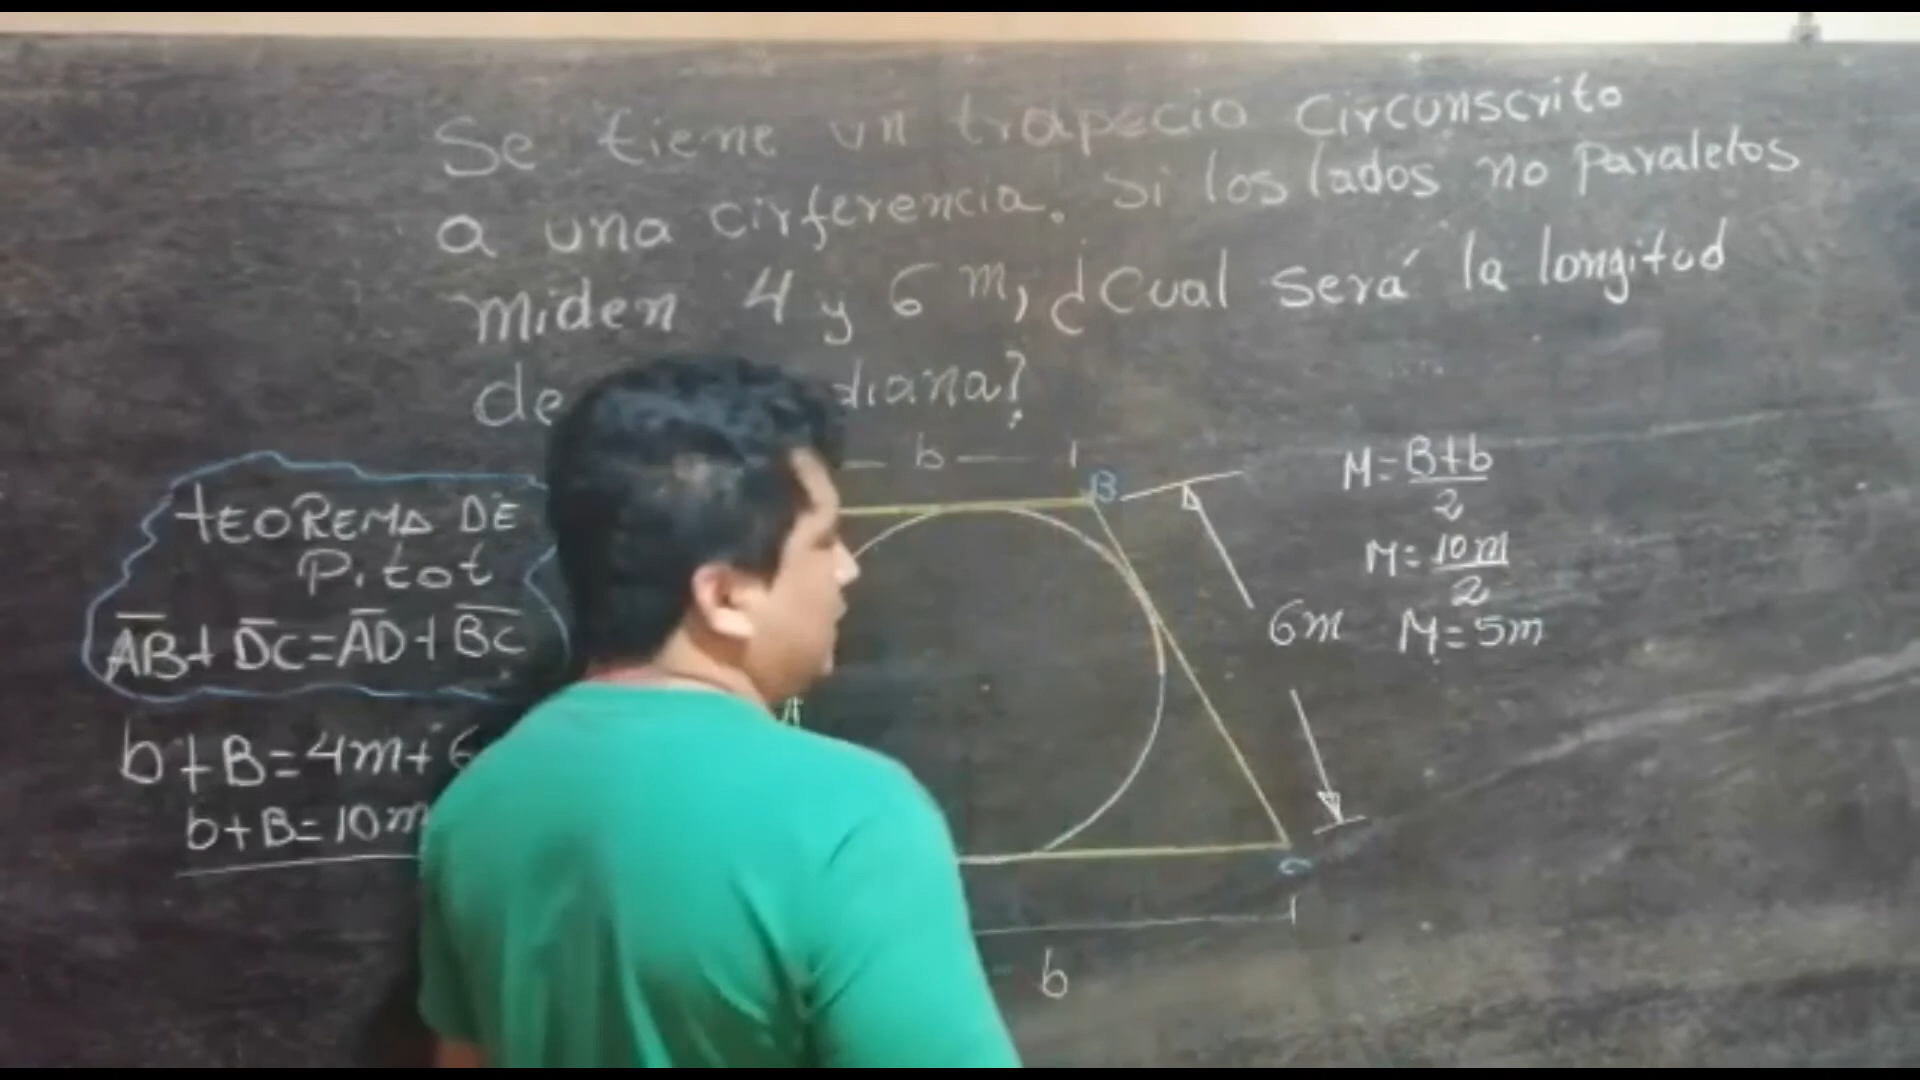 Se tiene un trapecio circunscrito
a una cirferencia. Si los lados no paralelos
miden 4 y 6 m, ¿Cual será la longitud
de diana?
b
B
M=B+b
2
M=10m
2
M=5m
6m
TEOREMA DE
Pitot
AB+DC=AD+BC
A
b+B=4m+6
b+B=10m
C
b